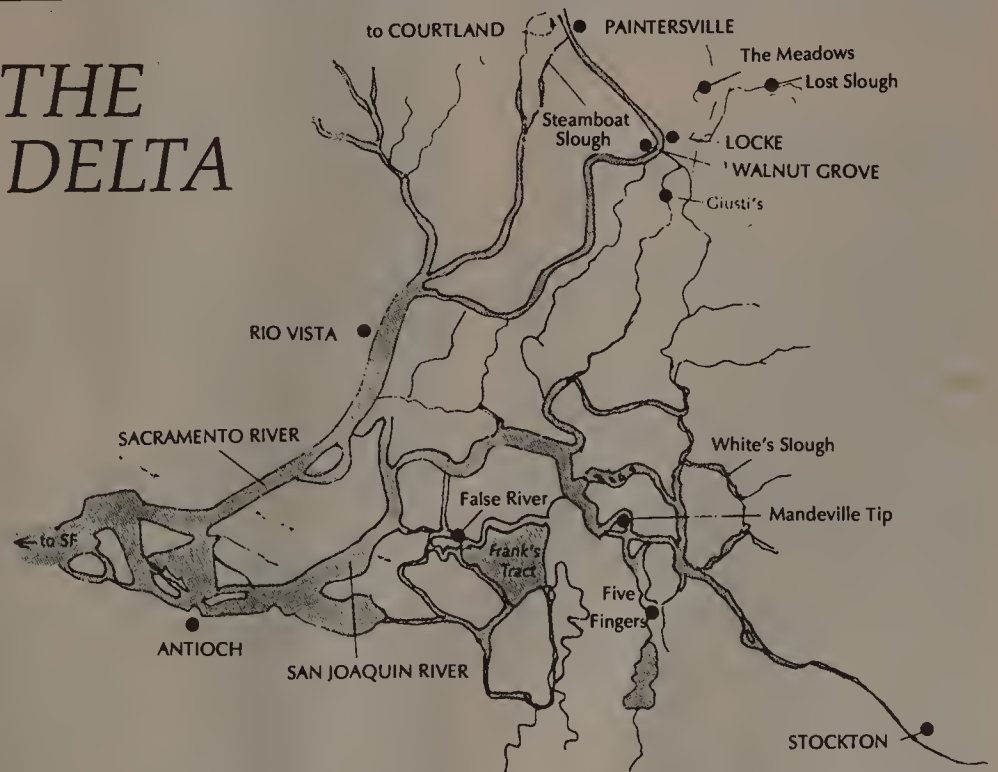 THE
DELTA
to COURTLAND
PAINTERSVILLE
The Meadows
Lost Slough
Steamboat
Slough
LOCKE
WALNUT GROVE
Giusti's
RIO VISTA
SACRAMENTO RIVER
White's Slough
False River
Mandeville Tip
← to SF
Frank's
Tract
Five
Fingers
ANTIOCH
SAN JOAQUIN RIVER
STOCKTON